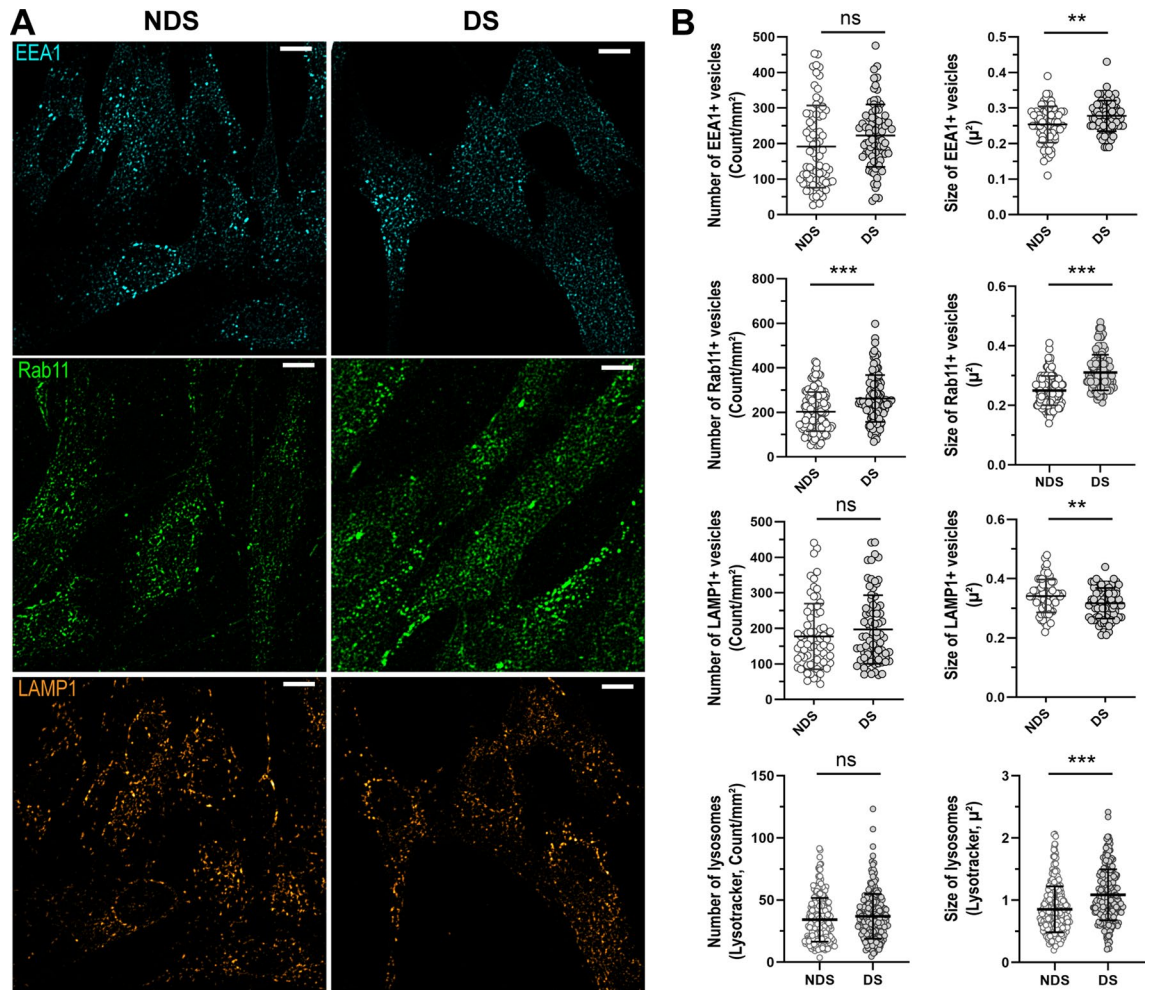 A
NDS
DS
EEA1
Rab11
LAMP1
B
ns
Number of EEA1+ vesicles
(Count/mm²)
500
400
300
200
100
0
NDS
DS
**
Size of EEA1+ vesicles
(µ²)
0.5
0.4
0.3
0.2
0.1
0.0
NDS
DS
***
Number of Rab11+ vesicles
(Count/mm²)
800
600
400
200
0
NDS
DS
***
Size of Rab11+ vesicles
(µ²)
0.6
0.4
0.2
0.0
NDS
DS
ns
Number of LAMP1+ vesicles
(Count/mm²)
500
400
300
200
100
0
NDS
DS
**
Size of LAMP1+ vesicles
(µ²)
0.6
0.4
0.2
0.0
NDS
DS
ns
Number of lysosomes
(Lysotracker, Count/mm²)
150
100
50
0
NDS
DS
***
Size of lysosomes
(Lysotracker, µ²)
3
2
1
0
NDS
DS